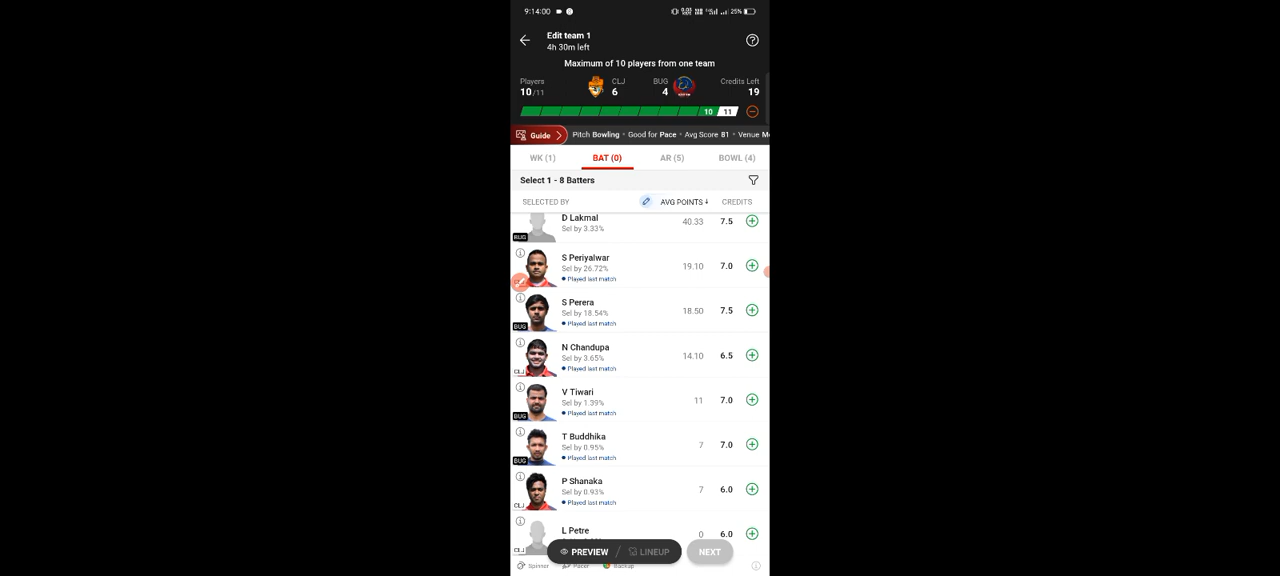 9:14:00
25%
Edit team 1
4h 30m left
Maximum of 10 players from one team
Players CLJ BUG Credits Left
10/11 6 4 19
10 11
Guide Pitch Bowling • Good for Pace • Avg Score 81 • Venue M
WK (1) BAT (0) AR (5) BOWL (4)
Select 1 - 8 Batters
SELECTED BY AVG POINTS↓ CREDITS
D Lakmal 40.33 7.5
Sel by 3.33%
BUG
S Periyalwar 19.10 7.0
Sel by 26.72%
Played last match
S Perera 18.50 7.5
Sel by 18.54%
BUG Played last match
N Chandupa 14.10 6.5
Sel by 3.65%
CLJ Played last match
V Tiwari 11 7.0
Sel by 1.39%
BUG Played last match
T Buddhika 7 7.0
Sel by 0.95%
BUG Played last match
P Shanaka 7 6.0
Sel by 0.93%
CLJ Played last match
L Petre 0 6.0
CLJ
PREVIEW / LINEUP NEXT
Spinner Pacer Backup